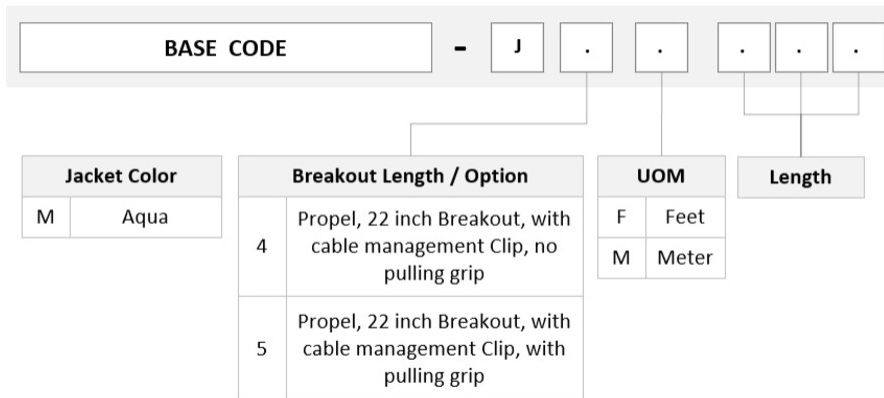 BASE CODE - J . . . . .
Jacket Color
M Aqua
Breakout Length / Option
4 Propel, 22 inch Breakout, with
cable management Clip, no
pulling grip
5 Propel, 22 inch Breakout, with
cable management Clip, with
pulling grip
UOM
F Feet
M Meter
Length